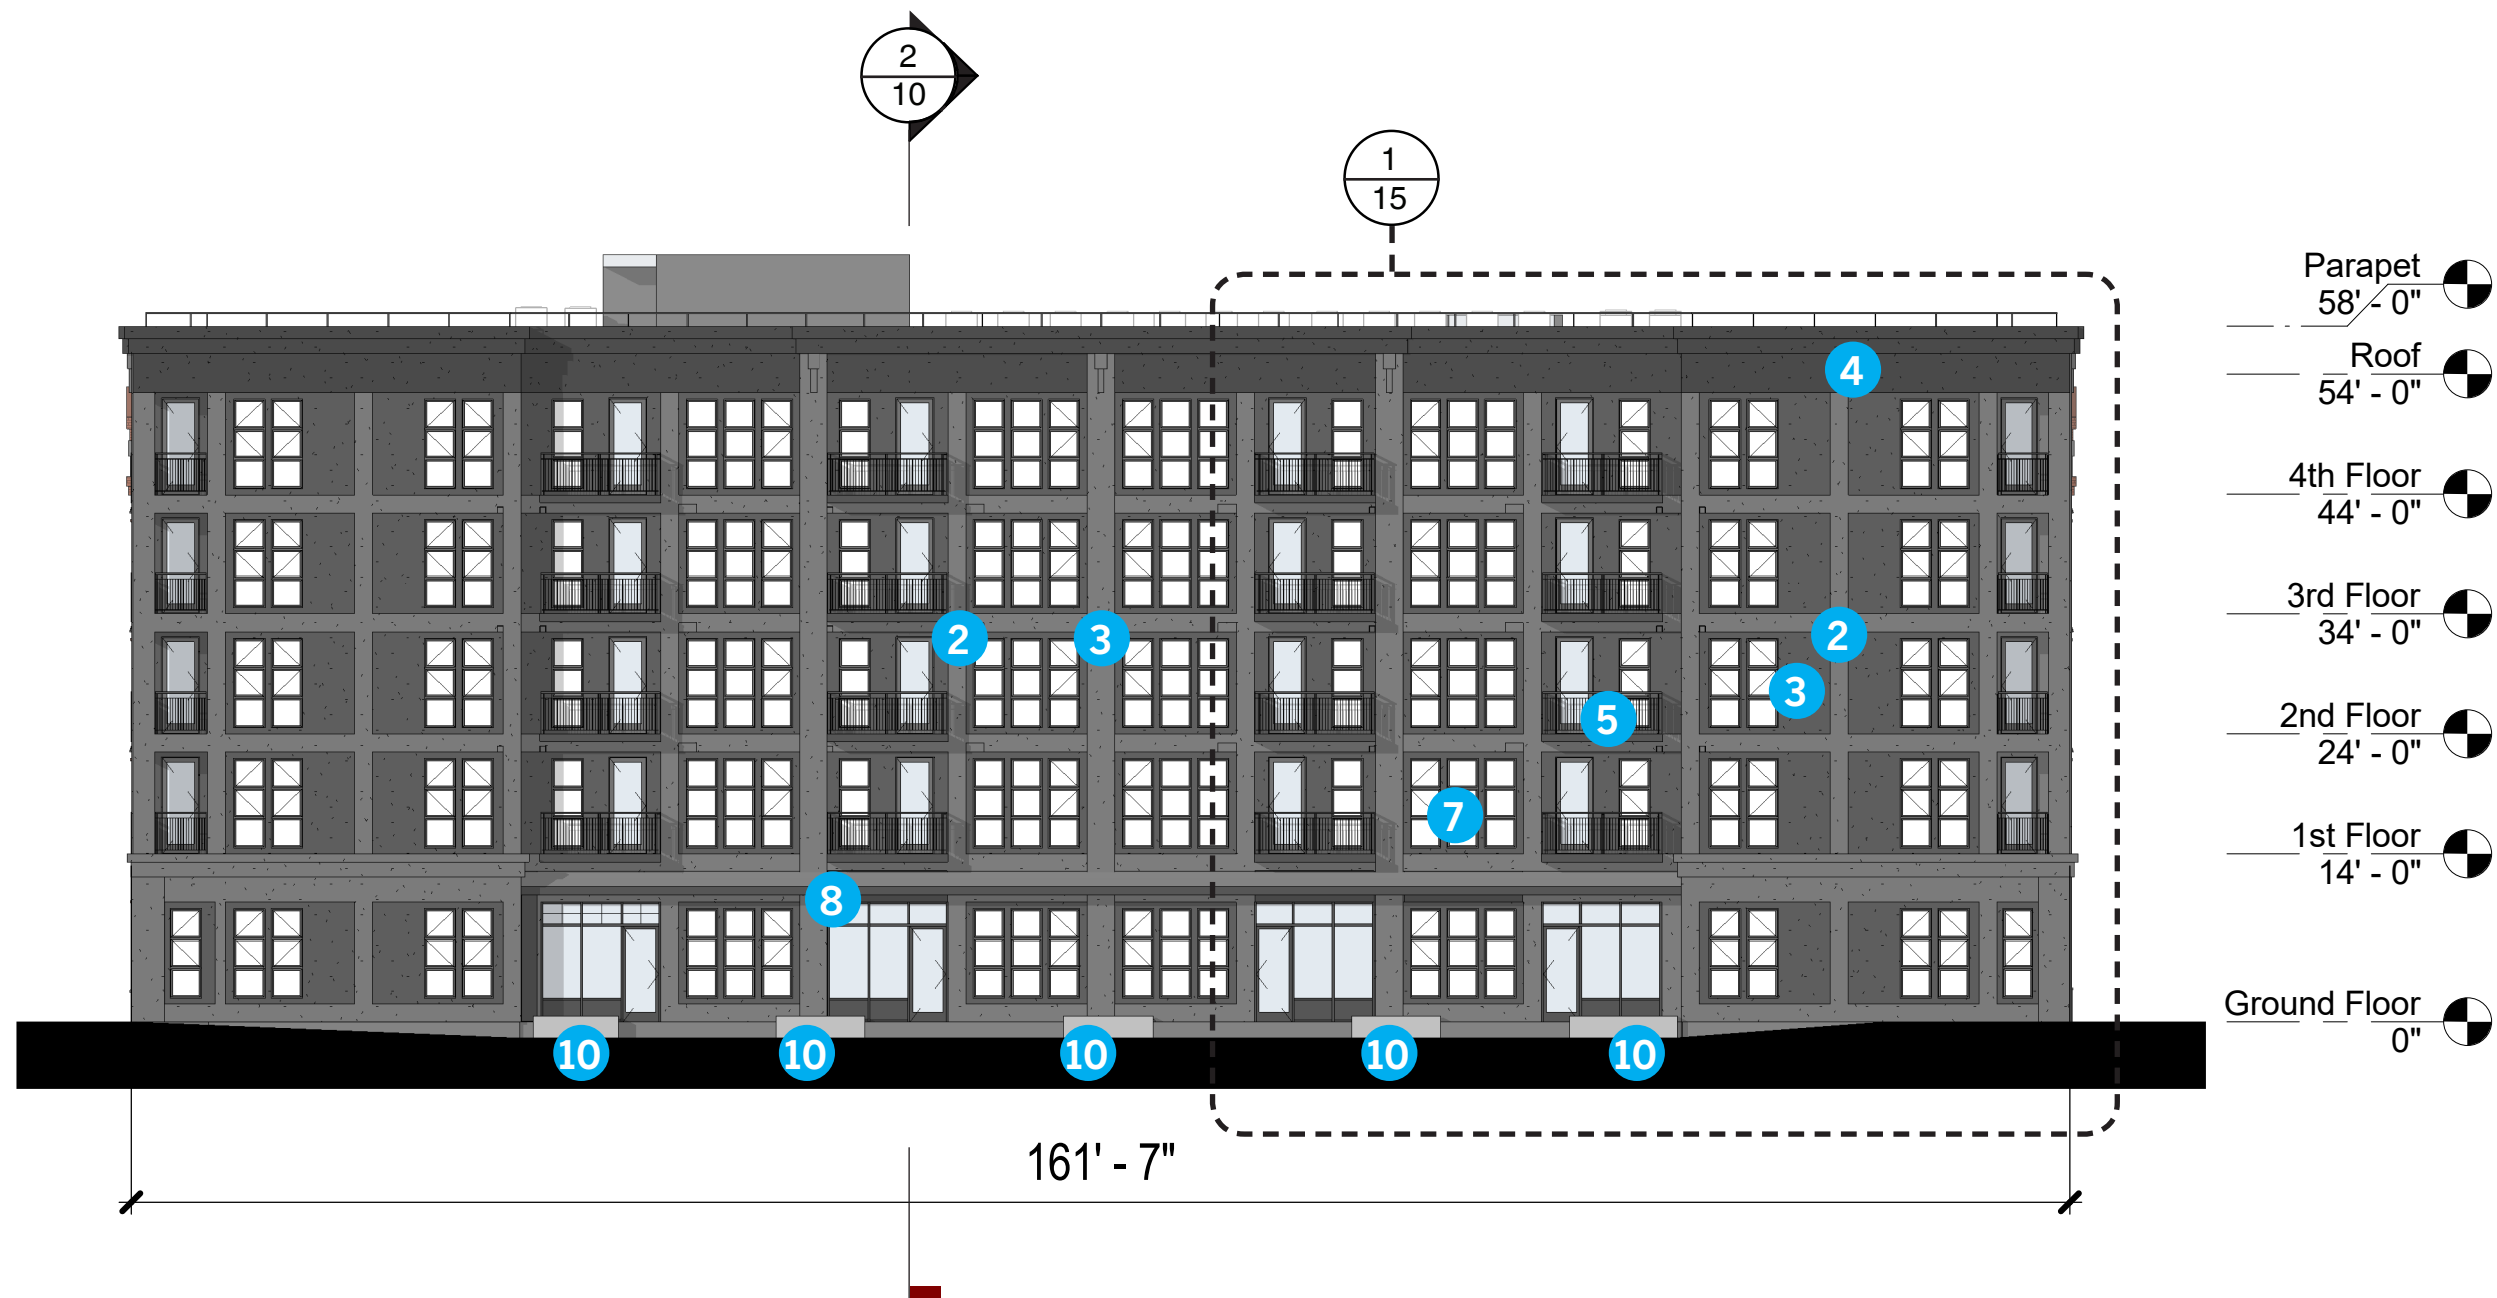 2
10
1
15
Parapet
58' - 0"
Roof
54' - 0"
4
4th Floor
44' - 0"
3rd Floor
34' - 0"
2
3
2
3
5
2nd Floor
24' - 0"
7
1st Floor
14' - 0"
8
Ground Floor
0"
10
10
10
10
10
161' - 7"